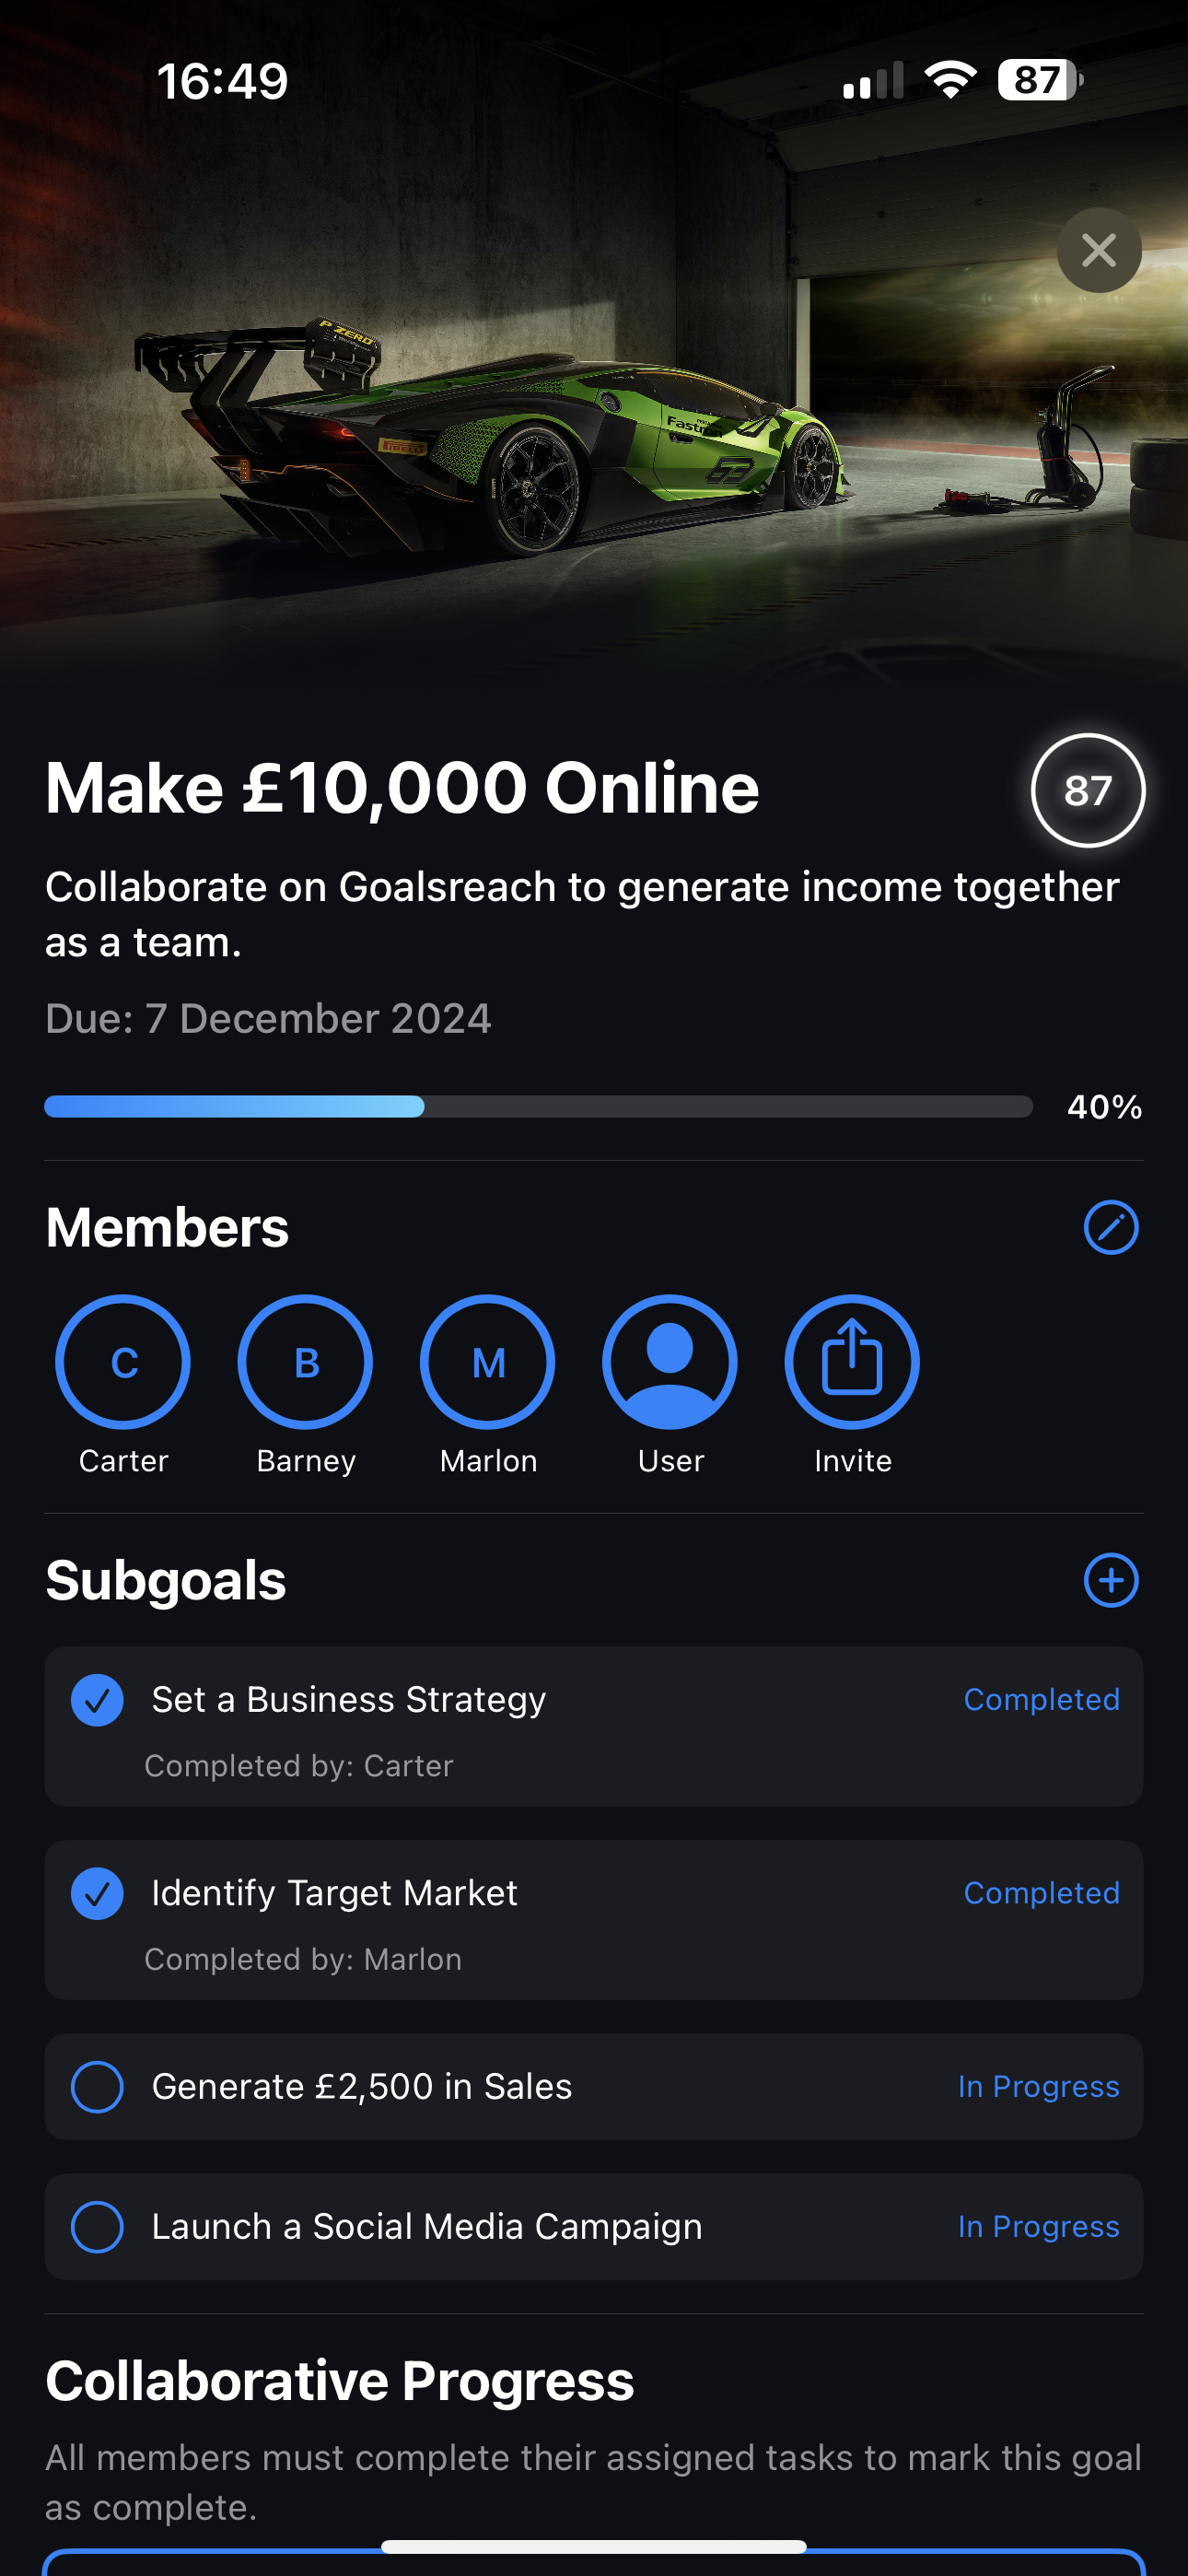 16:49
87
P ZERO
PIRELLI
Fastron
63
Make £10,000 Online
87
Collaborate on Goalsreach to generate income together
as a team.
Due: 7 December 2024
40%
Members
C
B
M
Carter
Barney
Marlon
User
Invite
Subgoals
Set a Business Strategy
Completed
Completed by: Carter
Identify Target Market
Completed
Completed by: Marlon
Generate £2,500 in Sales
In Progress
Launch a Social Media Campaign
In Progress
Collaborative Progress
All members must complete their assigned tasks to mark this goal
as complete.